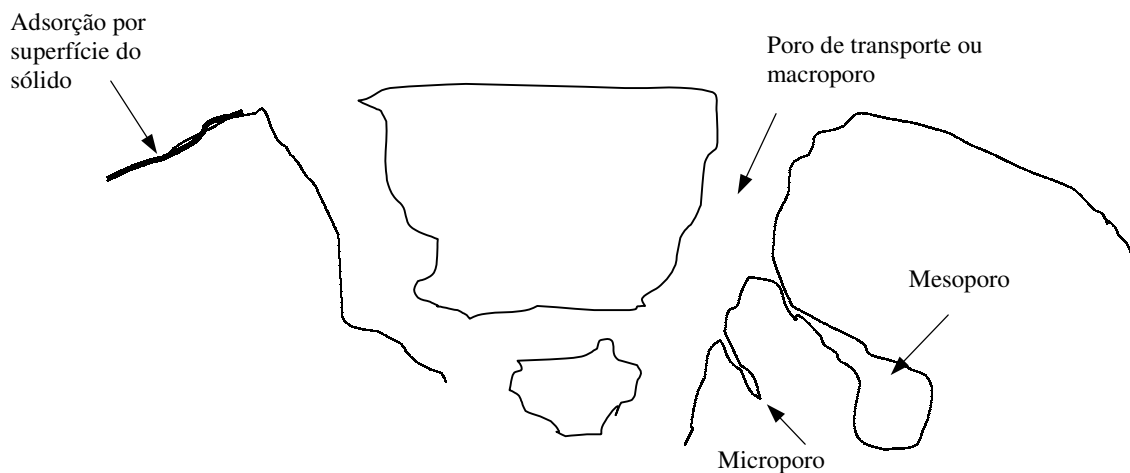 Adsorção por
superfície do
sólido
Poro de transporte ou
macroporo
Mesoporo
Microporo